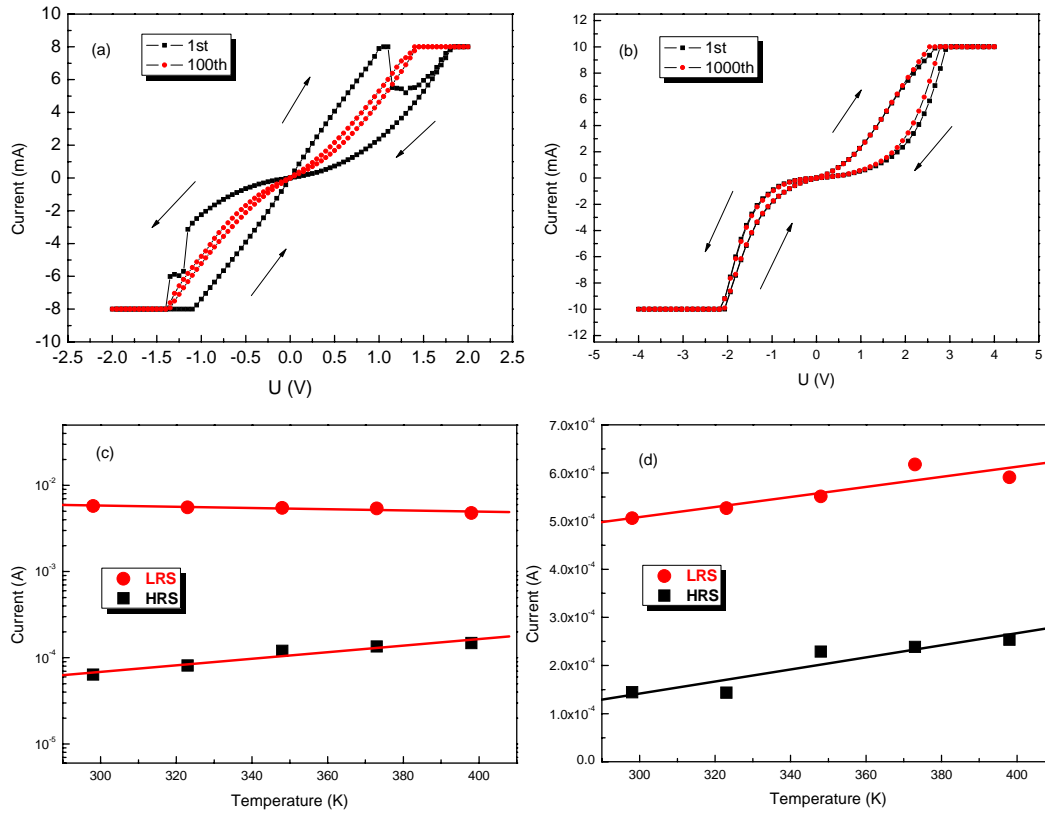 (a)
1st
100th
Current (mA)
10
8
6
4
2
0
-2
-4
-6
-8
-10
-2.5 -2.0 -1.5 -1.0 -0.5 0.0 0.5 1.0 1.5 2.0 2.5
U (V)
(b)
1st
1000th
Current (mA)
12
10
8
6
4
2
0
-2
-4
-6
-8
-10
-12
-5 -4 -3 -2 -1 0 1 2 3 4 5
U (V)
(c)
LRS
HRS
Current (A)
10⁻²
10⁻³
10⁻⁴
10⁻⁵
300 320 340 360 380 400
Temperature (K)
(d)
LRS
HRS
Current (A)
7.0x10⁻⁴
6.0x10⁻⁴
5.0x10⁻⁴
4.0x10⁻⁴
3.0x10⁻⁴
2.0x10⁻⁴
1.0x10⁻⁴
0.0
300 320 340 360 380 400
Temperature (K)